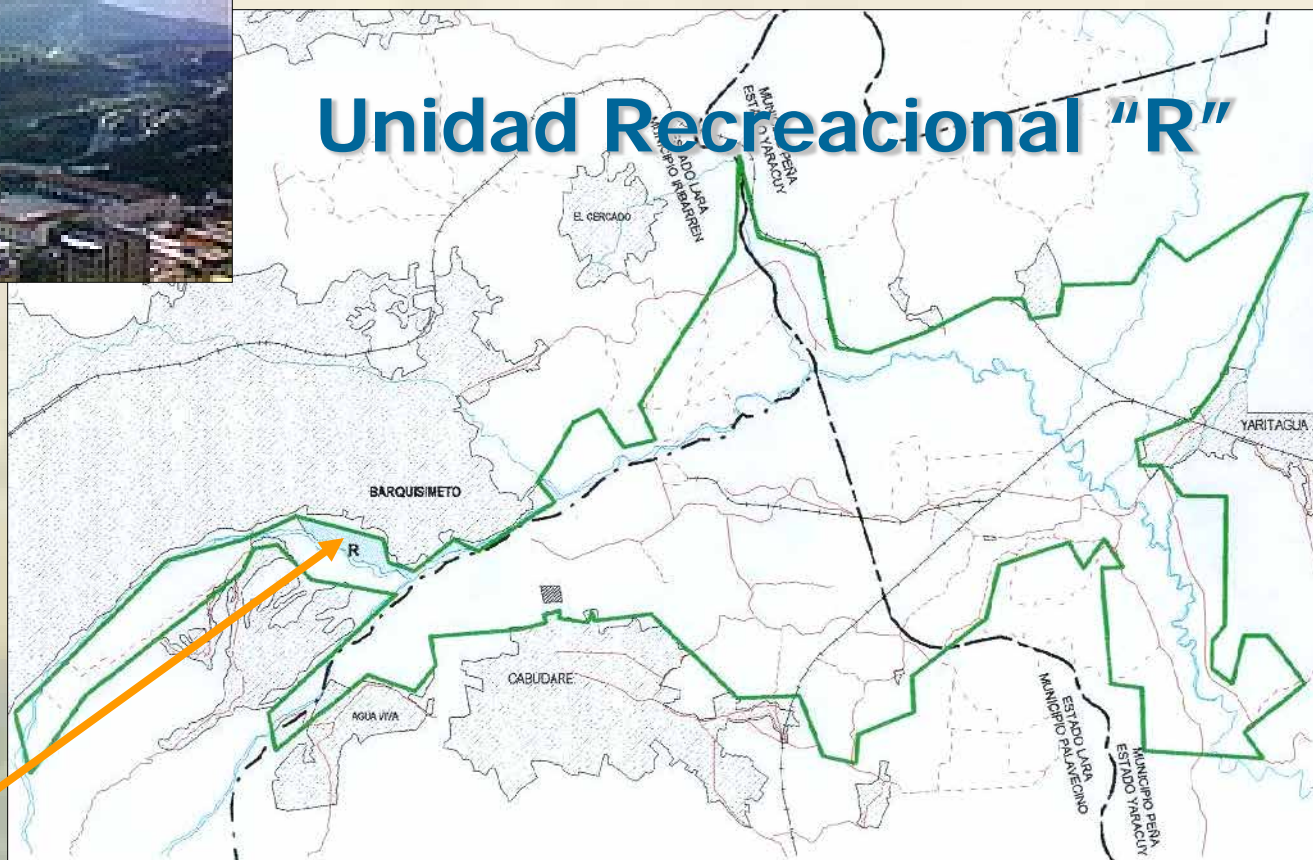 Unidad Recreacional “R”
MUNICIPIO PEÑA
ESTADO YARACUY
ESTADO LARA
MUNICIPIO IRIBARREN
EL CERCADO
YARITAGUA
BARQUISIMETO
R
CABUDARE
AGUA VIVA
ESTADO LARA
MUNICIPIO PALAVECINO
MUNICIPIO PEÑA
ESTADO YARACUY